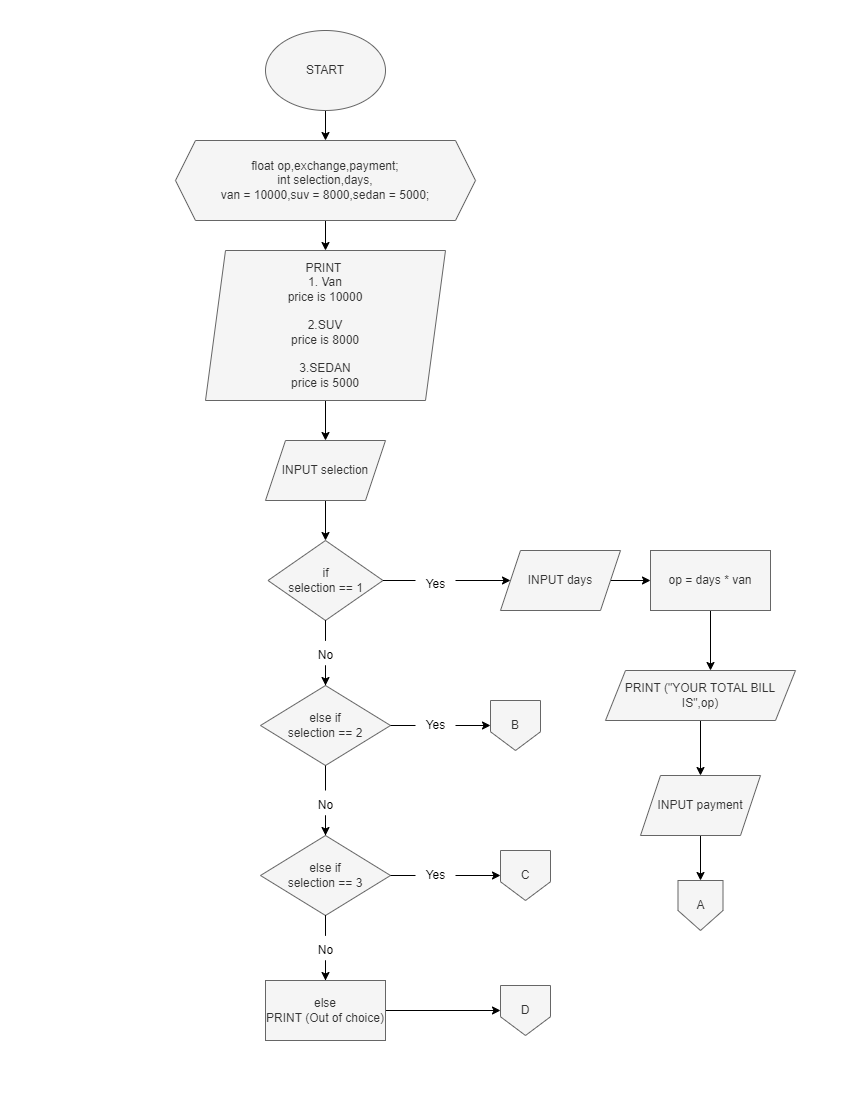 START
float op,exchange,payment;
int selection,days,
van = 10000,suv = 8000,sedan = 5000;
PRINT
1. Van
price is 10000
2.SUV
price is 8000
3.SEDAN
price is 5000
INPUT selection
if
selection == 1
Yes
INPUT days
op = days * van
PRINT ("YOUR TOTAL BILL
IS",op)
INPUT payment
A
No
else if
selection == 2
Yes
B
No
else if
selection == 3
Yes
C
No
else
PRINT (Out of choice)
D